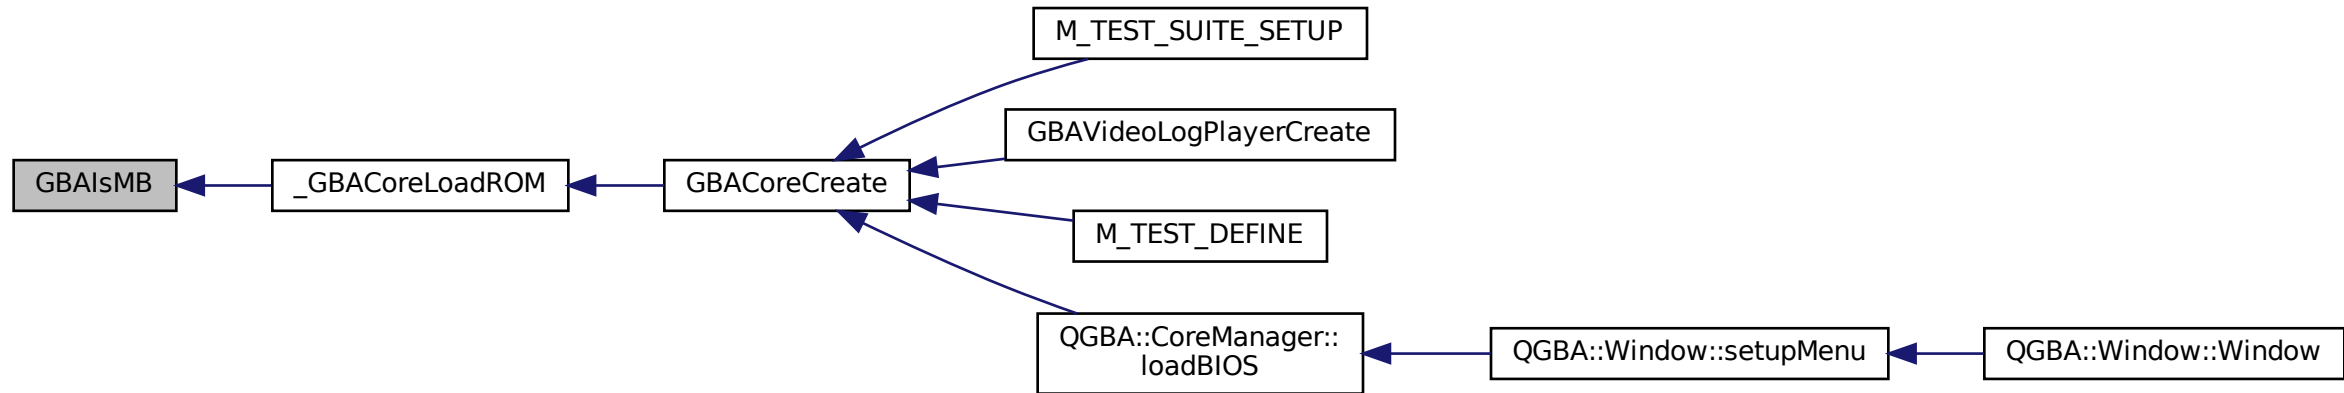 M_TEST_SUITE_SETUP
GBAVideoLogPlayerCreate
GBAIsMB
_GBACoreLoadROM
GBACoreCreate
M_TEST_DEFINE
QGBA::CoreManager::
loadBIOS
QGBA::Window::setupMenu
QGBA::Window::Window